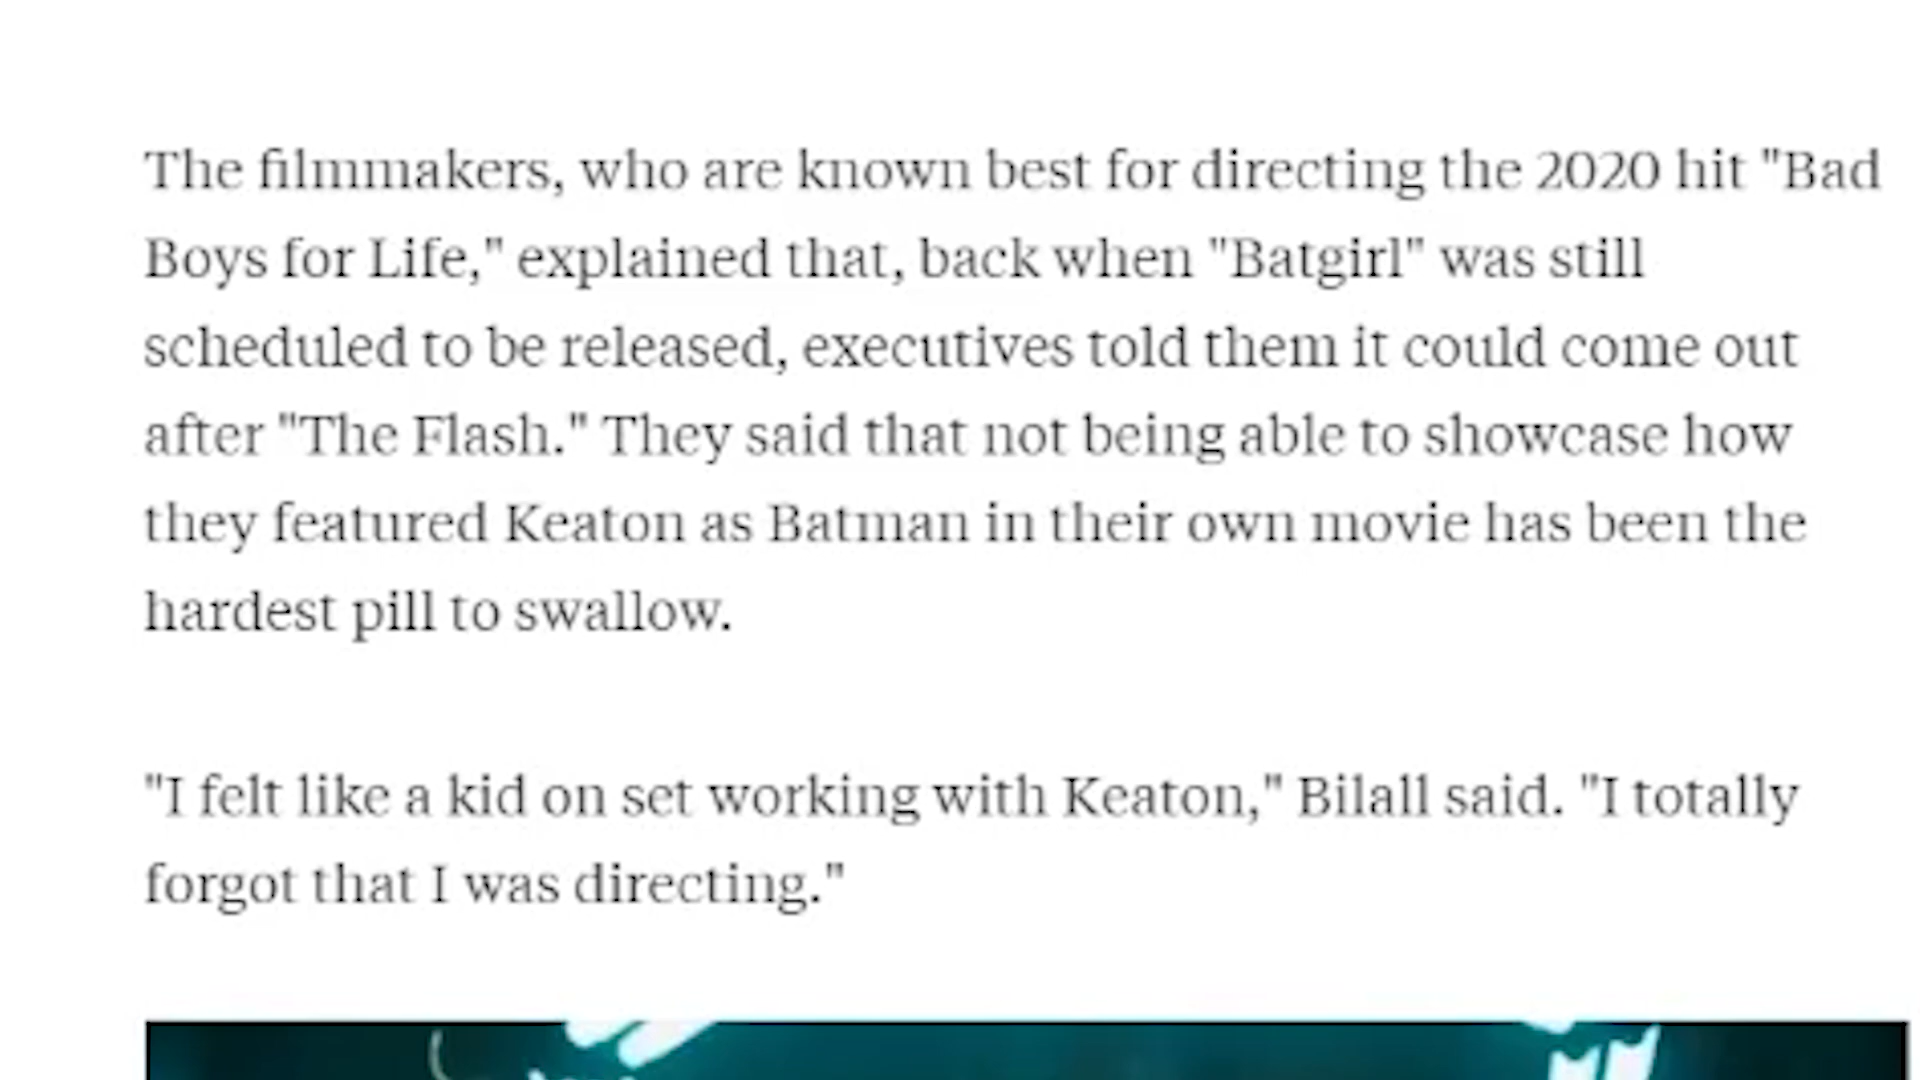 The filmmakers, who are known best for directing the 2020 hit "Bad
Boys for Life," explained that, back when "Batgirl" was still
scheduled to be released, executives told them it could come out
after "The Flash." They said that not being able to showcase how
they featured Keaton as Batman in their own movie has been the
hardest pill to swallow.
"I felt like a kid on set working with Keaton," Bilall said. "I totally
forgot that I was directing."